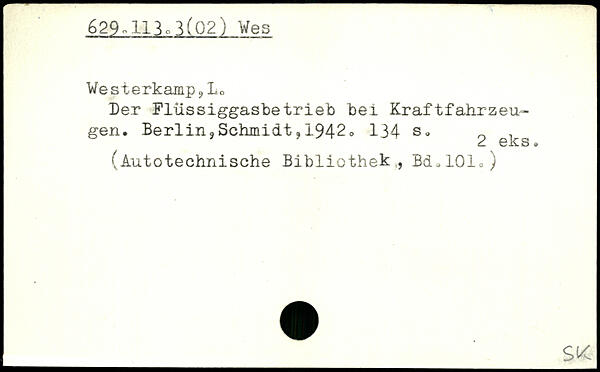 629.113.3(02) Wes
Westerkamp,L.
Der Flüssiggasbetrieb bei Kraftfahrzeu-
gen. Berlin,Schmidt,1942. 134 s.
2 eks.
(Autotechnische Bibliothek, Bd.101.)
SK